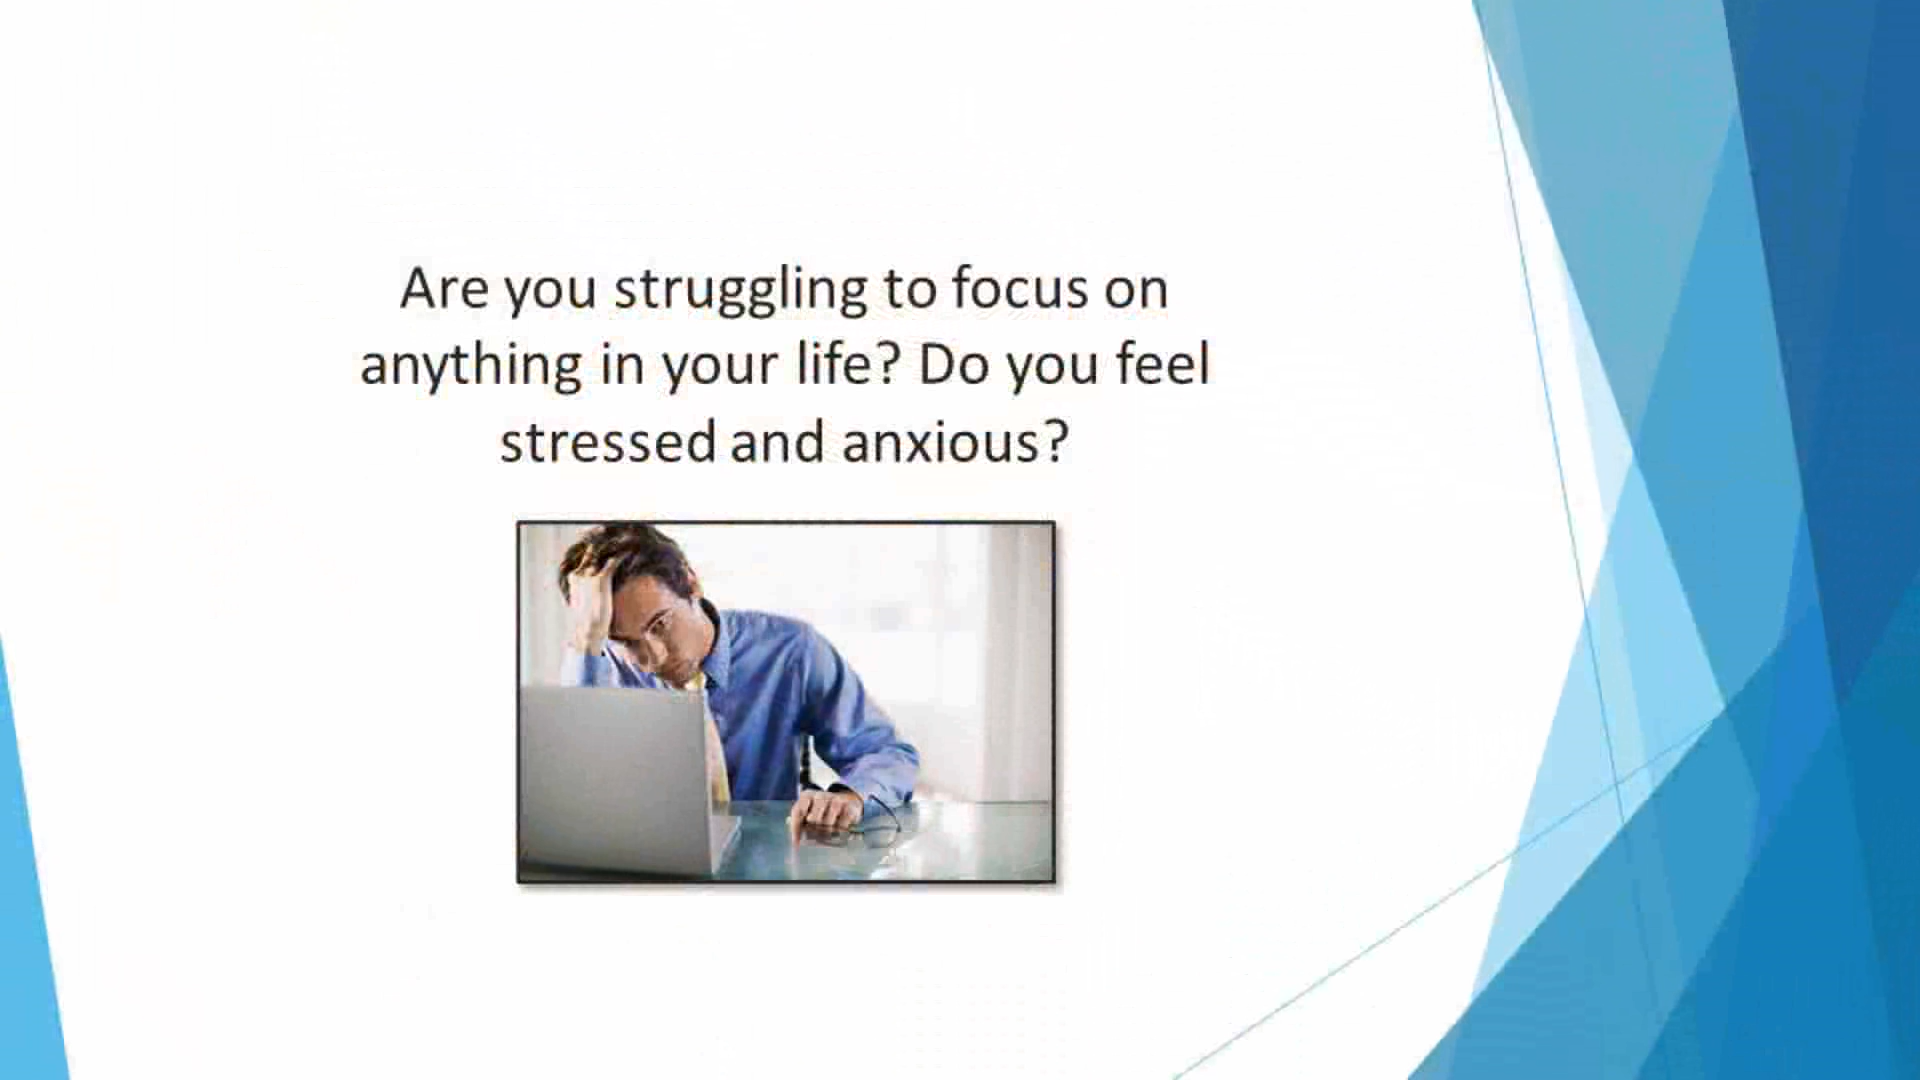 Are you struggling to focus on
anything in your life? Do you feel
stressed and anxious?